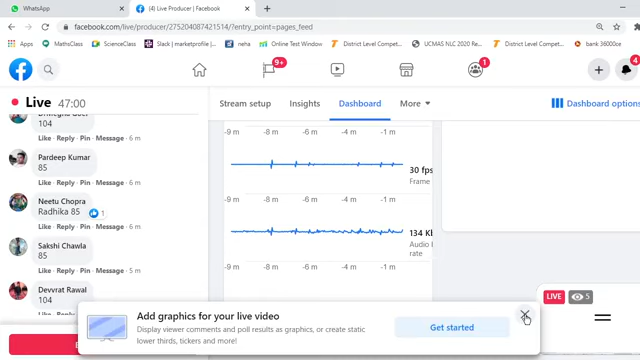 WhatsApp
(4) Live Producer | Facebook
facebook.com/live/producer/275204087421514/?entry_point=pages_feed
Apps
MathsClass
ScienceClass
Slack | marketprofile
neha
Online Test Window
District Level Compet...
UCMAS NLC 2020 Re...
District Level Compet...
bank 36000ce
9+
1
4
Live 47:00
Stream setup
Insights
Dashboard
More
Dashboard options
104
Like · Reply · Pin · Message · 6 m
Pardeep Kumar
85
Like · Reply · Pin · Message · 6 m
Neetu Chopra
Radhika 85
1
Like · Reply · Pin · Message · 6 m
Sakshi Chawla
85
Like · Reply · Pin · Message · 5 m
Devvrat Rawal
104
-9 m -8 m -6 m -4 m -1 m
30 fps
Frame
-9 m -8 m -6 m -4 m -1 m
134 Kb
Audio
rate
-9 m -8 m -6 m -4 m -1 m
LIVE
5
Add graphics for your live video
Display viewer comments and poll results as graphics, or create static
lower thirds, tickers and more!
Get started